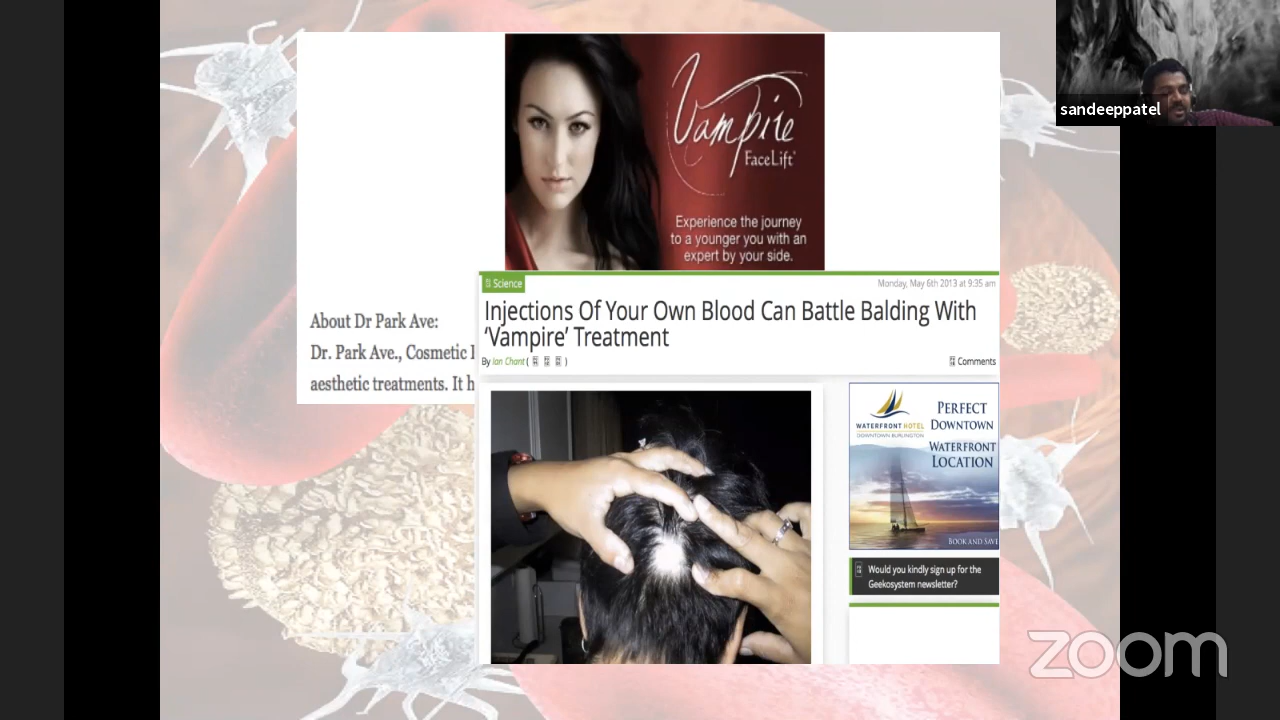 sandeeppatel
Vampire
FaceLift
Experience the journey
to a younger you with an
expert by your side.
Science
Monday, May 6th 2013 at 9:35 am
Injections Of Your Own Blood Can Battle Balding With
‘Vampire’ Treatment
By Ian Chant ( )
Comments
About Dr Park Ave:
Dr. Park Ave., Cosmetic
aesthetic treatments. It h
WATERFRONT HOTEL
DOWNTOWN BURLINGTON
PERFECT
DOWNTOWN
WATERFRONT
LOCATION
BOOK AND SAVE
Would you kindly sign up for the
Geekosystem newsletter?
zoom